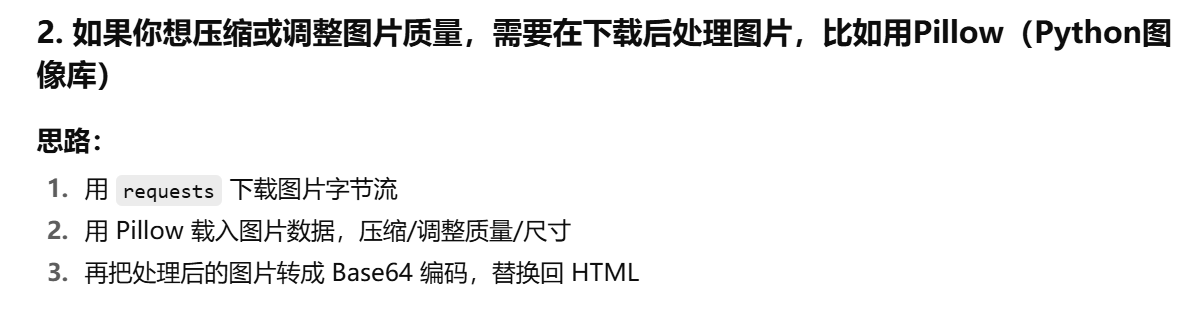 2. 如果你想压缩或调整图片质量，需要在下载后处理图片，比如用Pillow（Python图
像库）
思路：
1. 用 requests 下载图片字节流
2. 用 Pillow 载入图片数据，压缩/调整质量/尺寸
3. 再把处理后的图片转成 Base64 编码，替换回 HTML